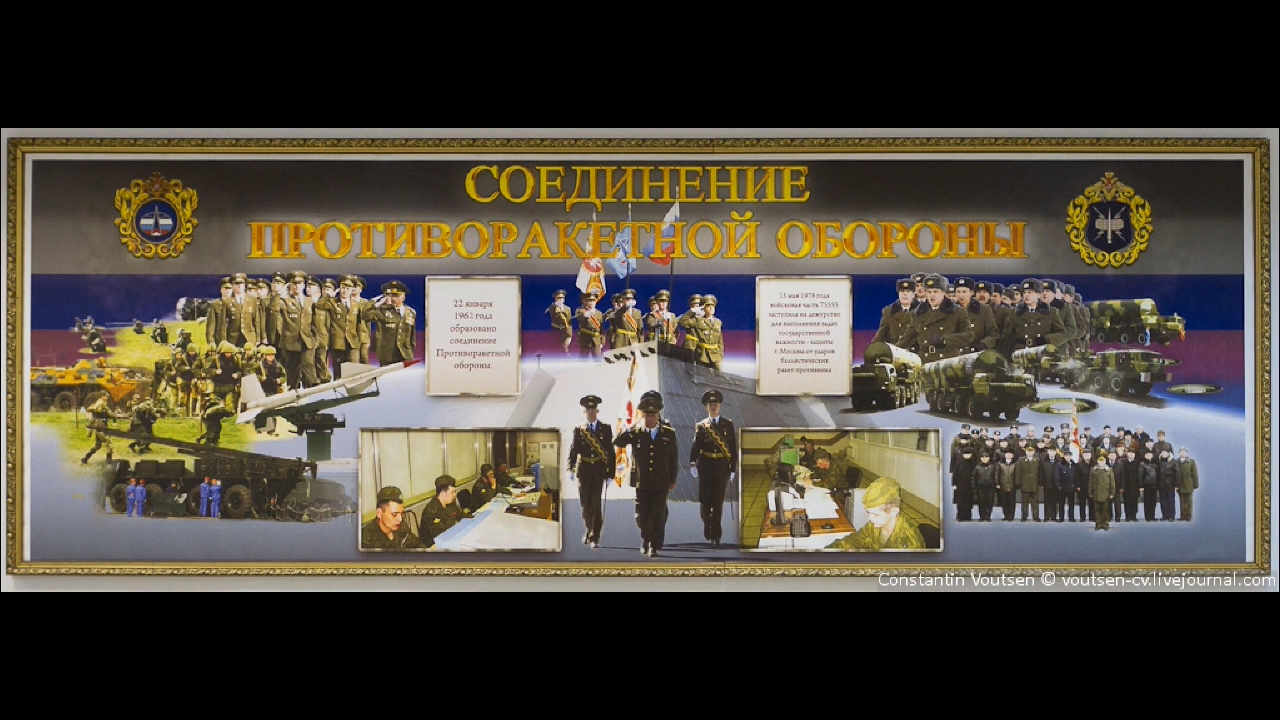 СОЕДИНЕНИЕ
ПРОТИВОРАКЕТНОЙ ОБОРОНЫ
22 января
1962 года
образовано
соединение
Противоракетной
обороны.
15 мая 1978 года
войсковая часть 75555
заступила на дежурство
для выполнения задач
государственной
важности - защиты
г. Москвы от ударов
баллистических
ракет противника
Constantin Voutsen © voutsen-cv.livejournal.com